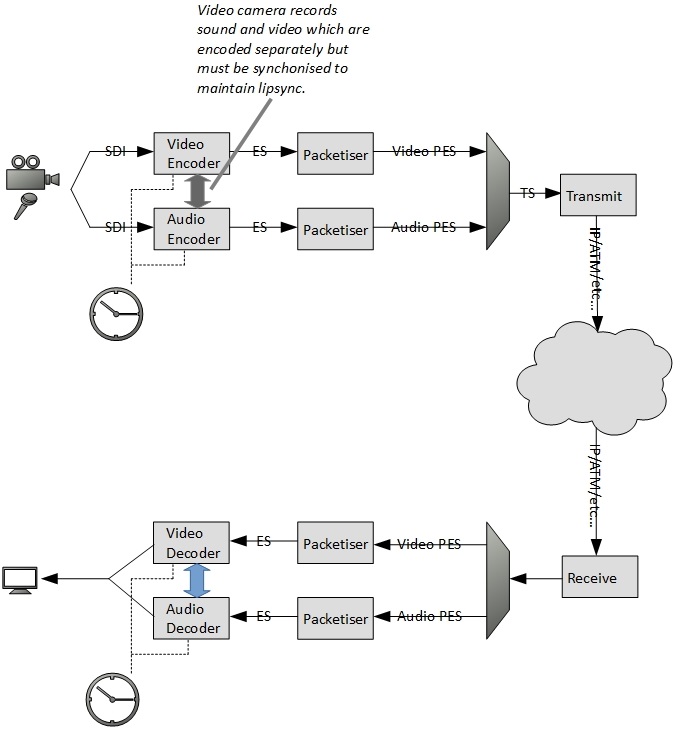 Video camera records
sound and video which are
encoded separately but
must be synchonised to
maintain lipsync.
SDI
Video
Encoder
ES
Packetiser
Video PES
SDI
Audio
Encoder
ES
Packetiser
Audio PES
TS
Transmit
IP/ATM/etc...
IP/ATM/etc...
Video
Decoder
ES
Packetiser
Video PES
Receive
Audio
Decoder
ES
Packetiser
Audio PES